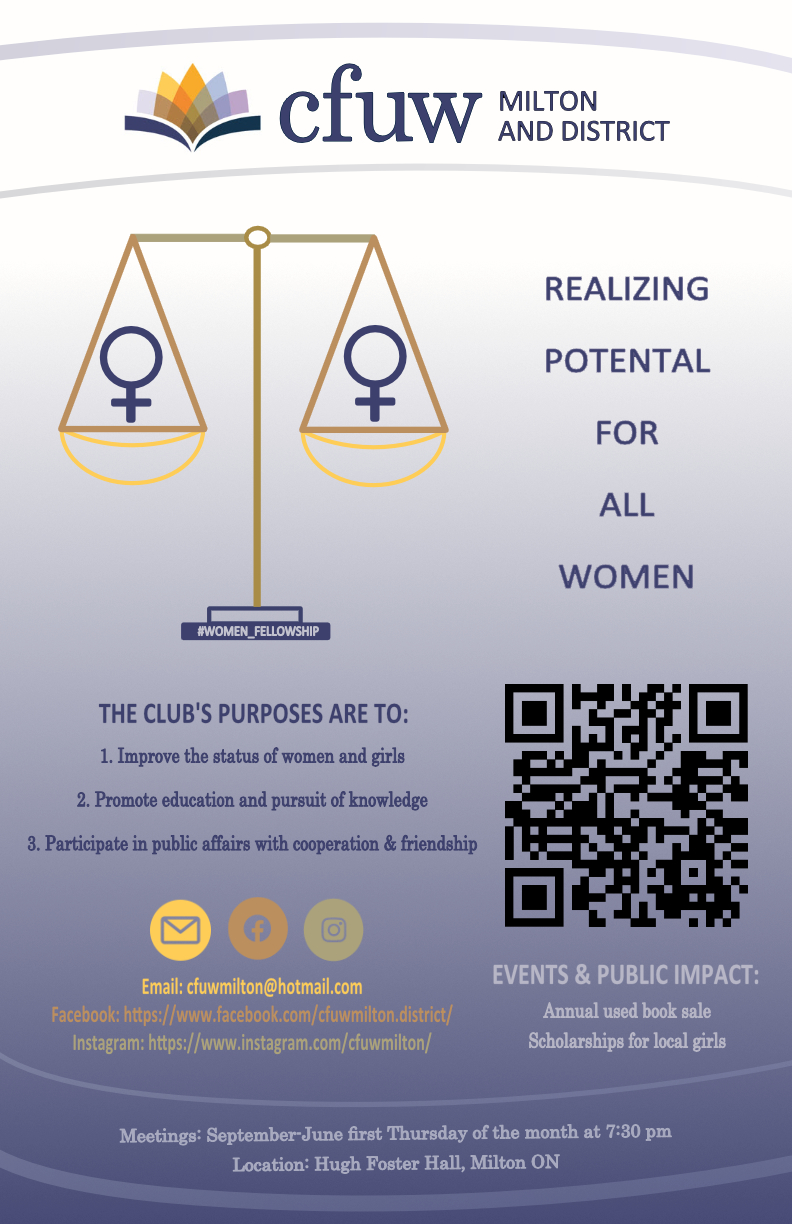 cfuw MILTON
AND DISTRICT
REALIZING
POTENTAL
FOR
ALL
WOMEN
#WOMEN_FELLOWSHIP
THE CLUB'S PURPOSES ARE TO:
1. Improve the status of women and girls
2. Promote education and pursuit of knowledge
3. Participate in public affairs with cooperation & friendship
Email: cfuwmilton@hotmail.com
Facebook: https://www.facebook.com/cfuwmilton.district/
Instagram: https://www.instagram.com/cfuwmilton/
EVENTS & PUBLIC IMPACT:
Annual used book sale
Scholarships for local girls
Meetings: September-June first Thursday of the month at 7:30 pm
Location: Hugh Foster Hall, Milton ON